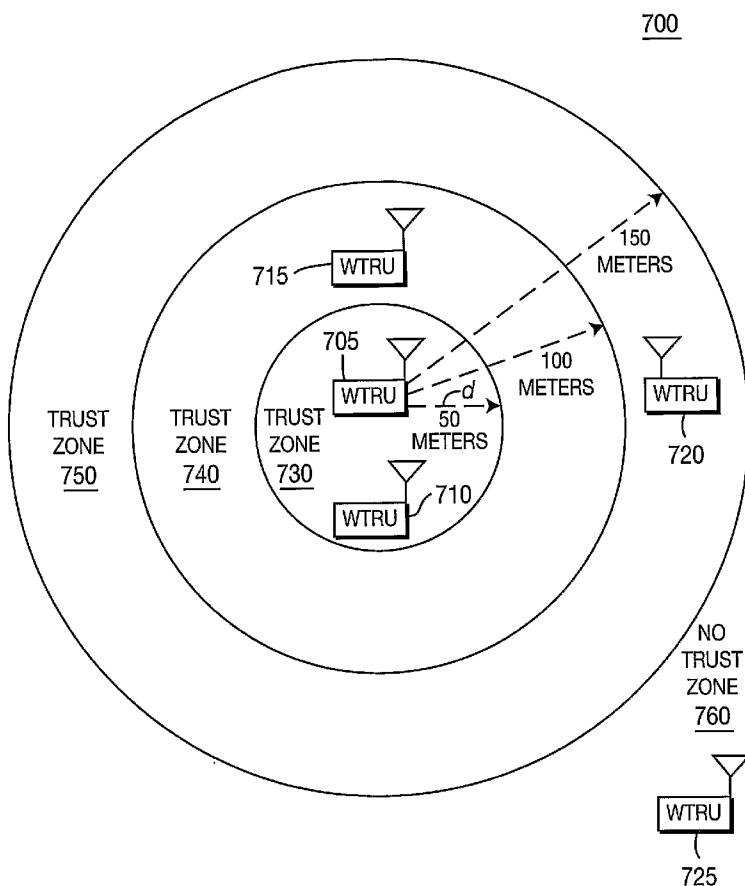 700
150
METERS
715
WTRU
705
WTRU
100
METERS
d
50
METERS
WTRU
720
TRUST
ZONE
750
TRUST
ZONE
740
TRUST
ZONE
730
WTRU
710
NO
TRUST
ZONE
760
WTRU
725